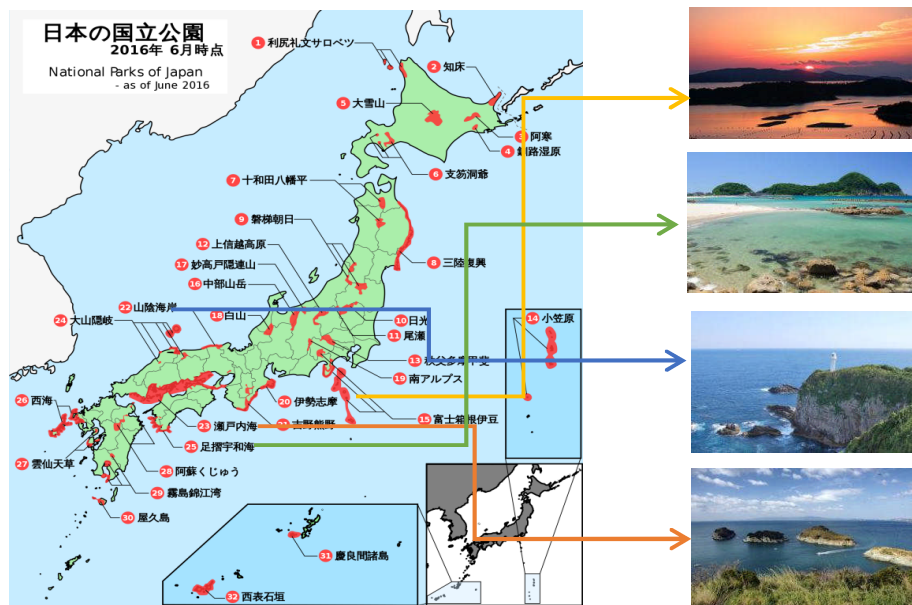 日本の国立公園
2016年 6月時点
National Parks of Japan
- as of June 2016
1 利尻礼文サロベツ
2 知床
5 大雪山
3 阿寒
4 釧路湿原
6 支笏洞爺
7 十和田八幡平
9 磐梯朝日
12 上信越高原
8 三陸復興
17 妙高戸隠連山
16 中部山岳
22 山陰海岸
24 大山隠岐
18 白山
10 日光
14 小笠原
11 尾瀬
13 秩父多摩甲斐
19 南アルプス
20 伊勢志摩
26 西海
15 富士箱根伊豆
23 瀬戸内海
21 吉野熊野
25 足摺宇和海
27 雲仙天草
28 阿蘇くじゅう
29 霧島錦江湾
30 屋久島
31 慶良間諸島
32 西表石垣